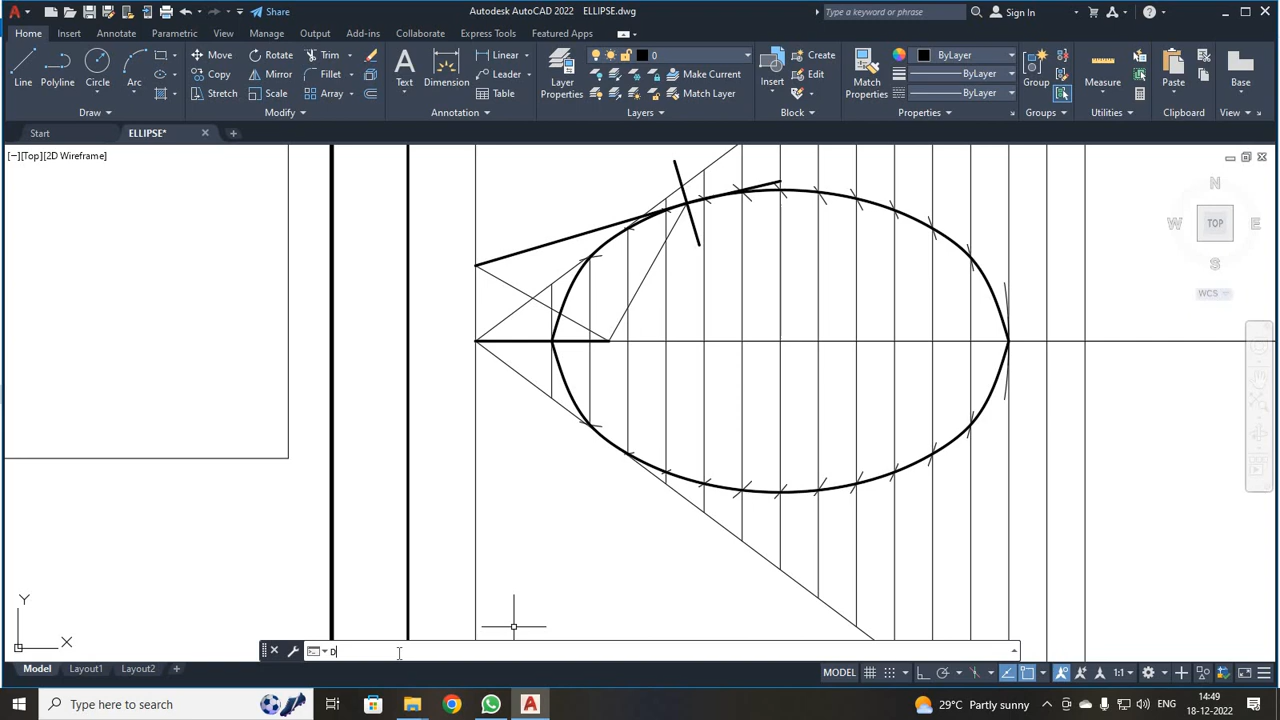 Share
Autodesk AutoCAD 2022 ELLIPSE.dwg
Type a keyword or phrase
Sign In
Home Insert Annotate Parametric View Manage Output Add-ins Collaborate Express Tools Featured Apps
Line Polyline Circle Arc
Move Rotate Trim
Copy Mirror Fillet
Stretch Scale Array
Text Dimension
Linear
Leader
Table
Layer Properties
0
Make Current
Match Layer
Insert
Create
Edit
Match Properties
ByLayer
ByLayer
ByLayer
Group
Measure
Paste
Base
Draw Modify Annotation Layers Block Properties Groups Utilities Clipboard View
Start ELLIPSE*
[−][Top][2D Wireframe]
N
W TOP E
S
WCS
Y
X
D
Model Layout1 Layout2
MODEL 1:1
Type here to search
29°C Partly sunny
ENG
14:49
18-12-2022